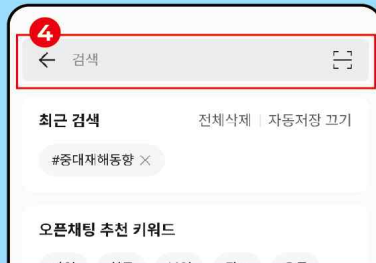 4
검색
최근 검색 전체삭제 | 자동저장 끄기
#중대재해동향 ×
오픈채팅 추천 키워드